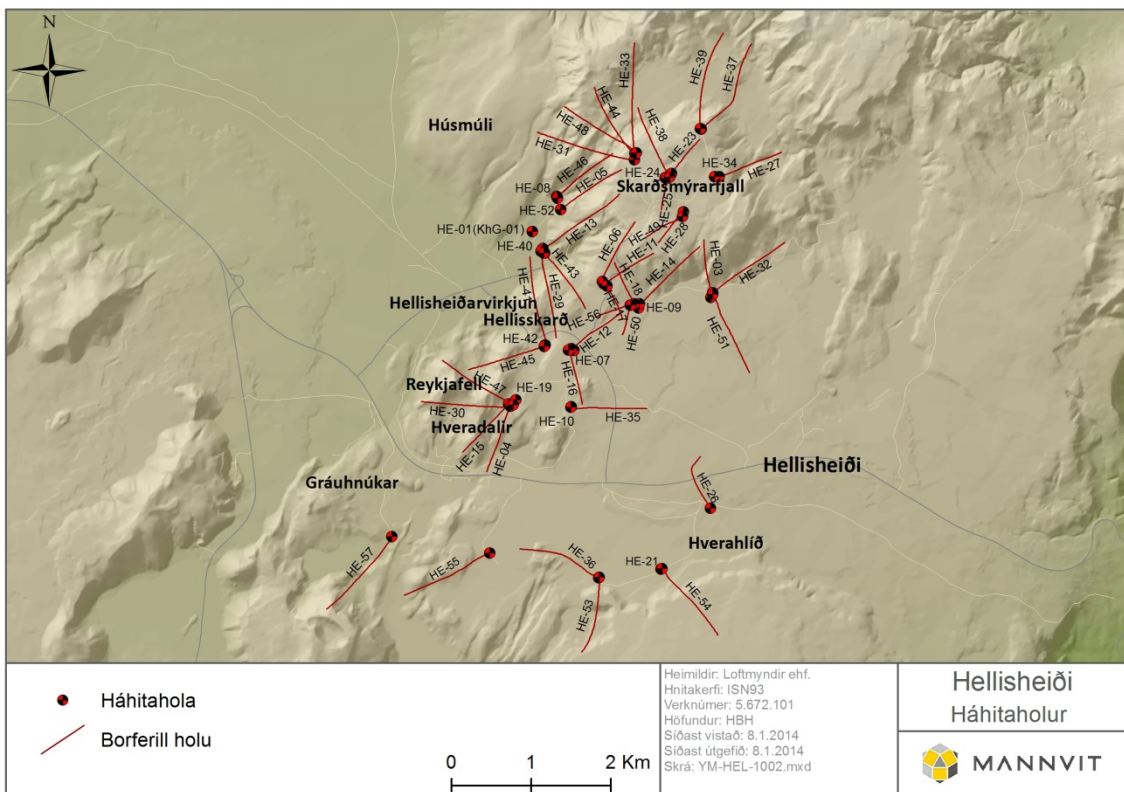 N
HE-39
HE-37
HE-33
HE-44
HE-48
HE-38
HE-31
HE-23
Húsmúli
HE-46
HE-05
HE-24
HE-34
HE-27
HE-08
Skarðsmýrarfjall
HE-52
HE-25
HE-01(KhG-01)
HE-13
HE-06
HE-49
HE-28
HE-40
HE-11
HE-43
HE-14
HE-03
HE-32
HE-18
HE-41
HE-29
HE-17
Hellisheiðarvirkjun
HE-56
HE-09
Hellisskarð
HE-50
HE-51
HE-12
HE-42
HE-45
HE-07
Reykjafell
HE-47
HE-19
HE-16
HE-30
HE-10
HE-35
Hveradalir
HE-15
HE-04
Hellisheiði
Gráuhnúkar
HE-26
Hverahlíð
HE-57
HE-55
HE-36
HE-21
HE-53
HE-54
Háhitahola
Borferill holu
0 1 2 Km
Heimildir: Loftmyndir ehf.
Hnitakerfi: ISN93
Verknúmer: 5.672.101
Höfundur: HBH
Síðast vistað: 8.1.2014
Síðast útgefið: 8.1.2014
Skrá: YM-HEL-1002.mxd
Hellisheiði
Háhitaholur
MANNVIT